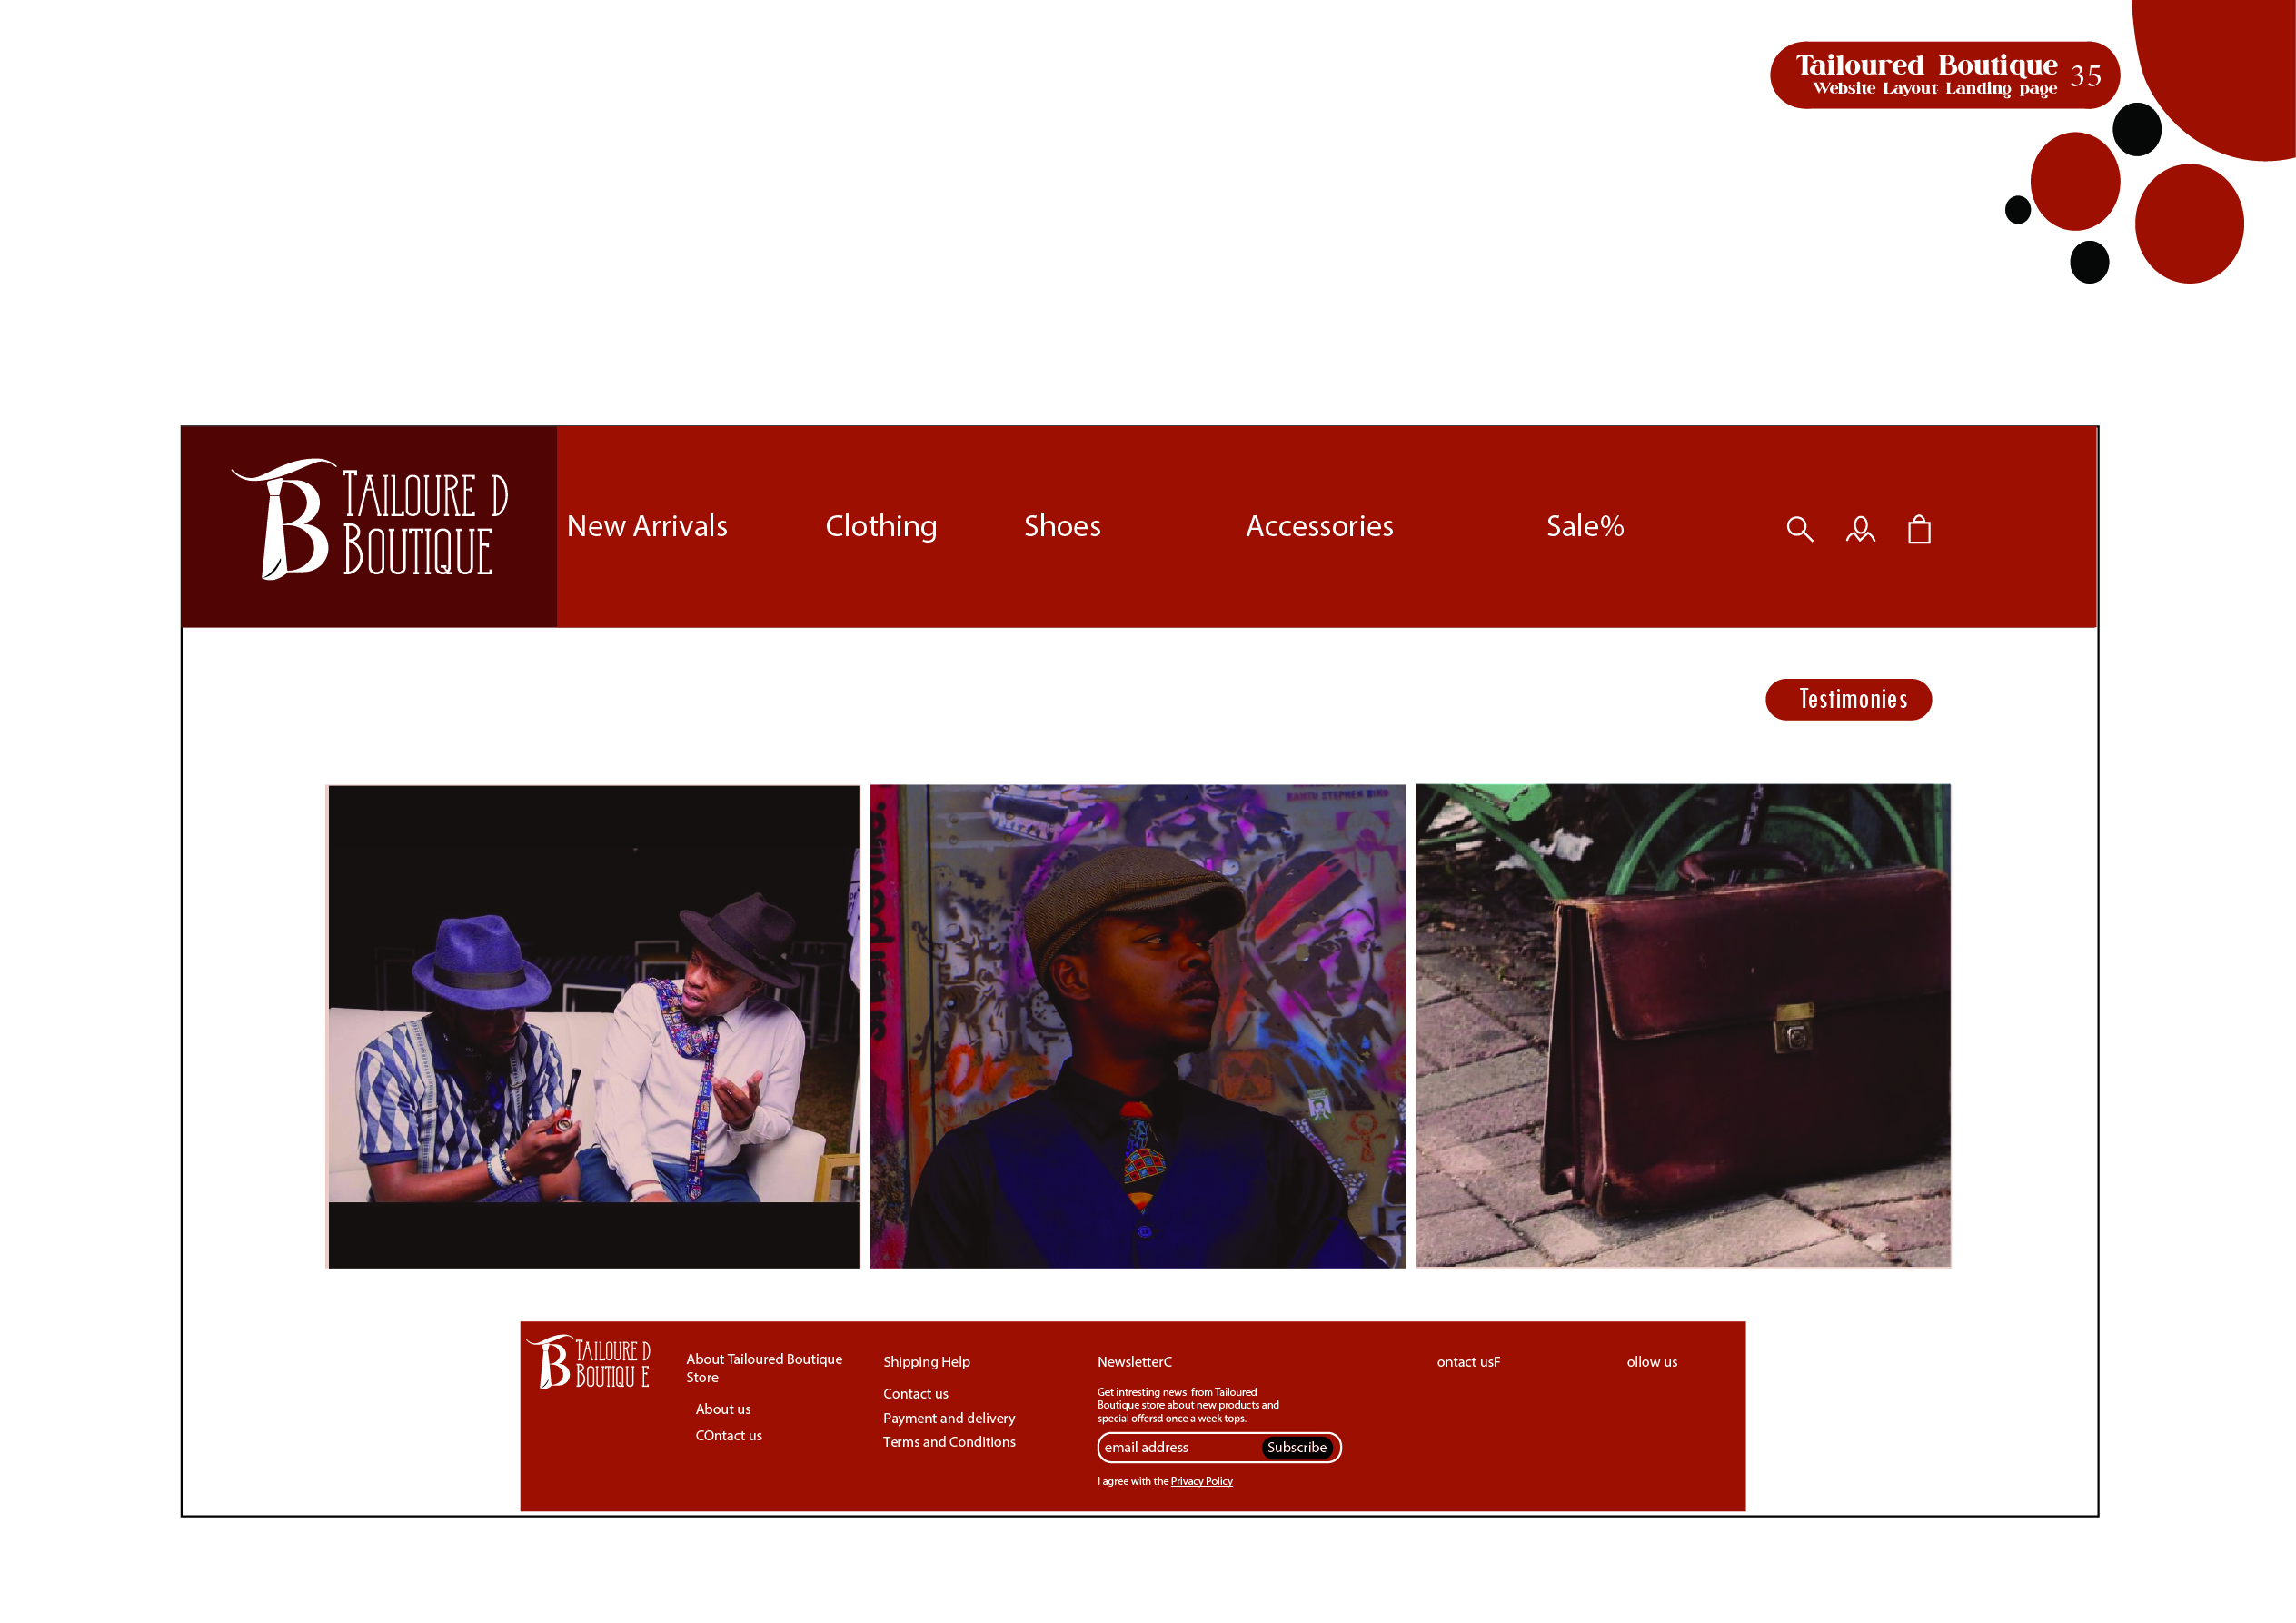 Tailoured Boutique
Website Layout Landing page
35
TAILOURE D
BOUTIQUE
New Arrivals Clothing Shoes Accessories Sale%
Testimonies
BANTU STEPHEN BIKO
TAILOURE D
BOUTIQU E
About Tailoured Boutique
Store
About us
COntact us
Shipping Help
Contact us
Payment and delivery
Terms and Conditions
NewsletterC
Get intresting news from Tailoured
Boutique store about new products and
special offersd once a week tops.
email address Subscribe
I agree with the Privacy Policy
ontact usF
ollow us